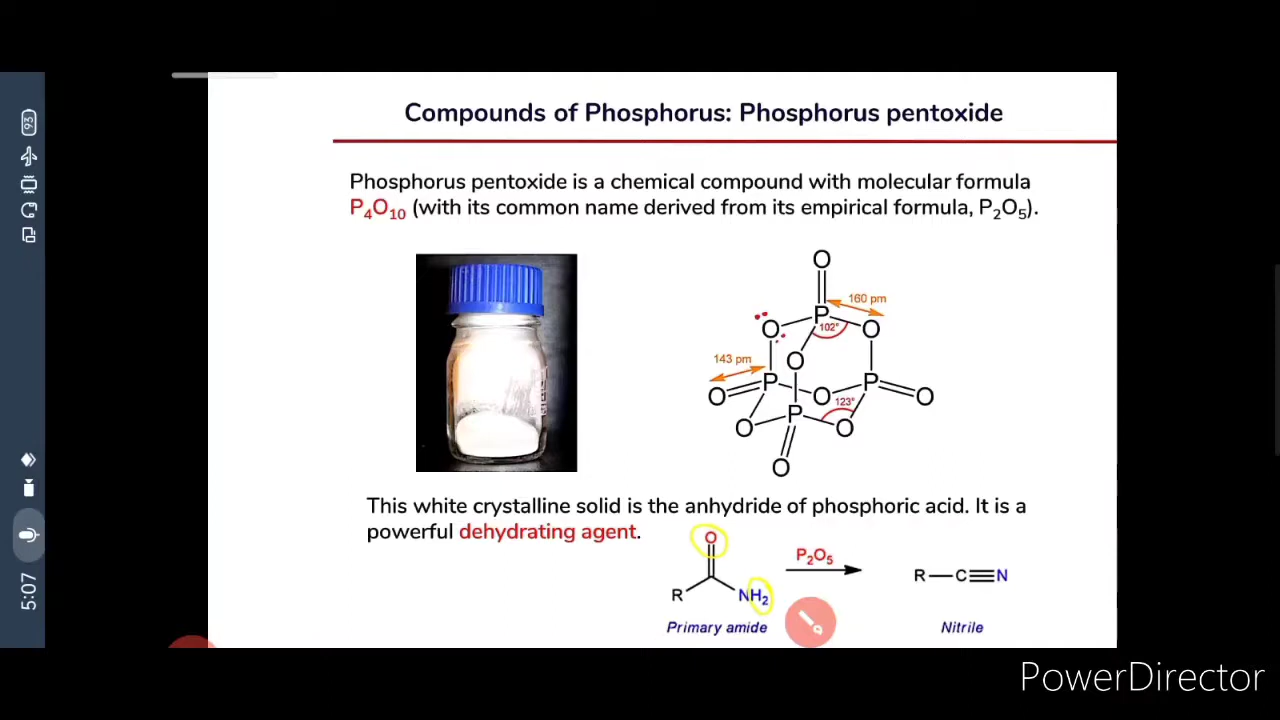 Compounds of Phosphorus: Phosphorus pentoxide
Phosphorus pentoxide is a chemical compound with molecular formula
P₄O₁₀ (with its common name derived from its empirical formula, P₂O₅).
O
160 pm
P
102°
O
O
O
143 pm
P
P
O
O
O
123°
P
O
O
O
This white crystalline solid is the anhydride of phosphoric acid. It is a
powerful dehydrating agent.
O
P₂O₅
R
NH₂
R—C≡N
Primary amide
Nitrile
93
5:07
PowerDirector